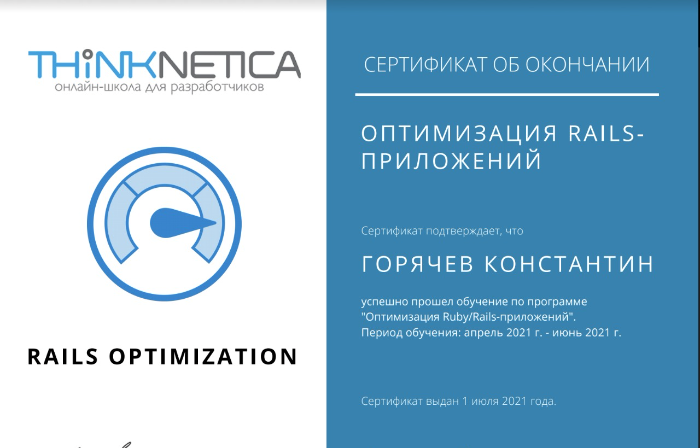 THiNKNETICA
онлайн-школа для разработчиков
RAILS OPTIMIZATION
СЕРТИФИКАТ ОБ ОКОНЧАНИИ
ОПТИМИЗАЦИЯ RAILS-
ПРИЛОЖЕНИЙ
Сертификат подтверждает, что
ГОРЯЧЕВ КОНСТАНТИН
успешно прошел обучение по программе
"Оптимизация Ruby/Rails-приложений".
Период обучения: апрель 2021 г. - июнь 2021 г.
Сертификат выдан 1 июля 2021 года.